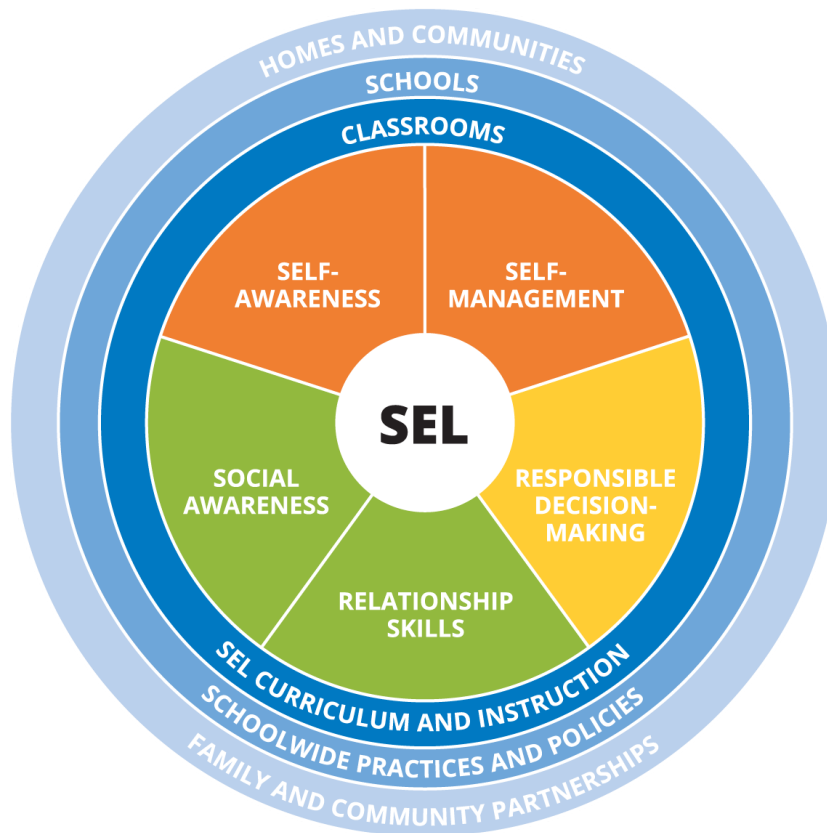 HOMES AND COMMUNITIES
SCHOOLS
CLASSROOMS
SELF-
AWARENESS
SELF-
MANAGEMENT
SEL
SOCIAL
AWARENESS
RESPONSIBLE
DECISION-
MAKING
RELATIONSHIP
SKILLS
SEL CURRICULUM AND INSTRUCTION
SCHOOLWIDE PRACTICES AND POLICIES
FAMILY AND COMMUNITY PARTNERSHIPS